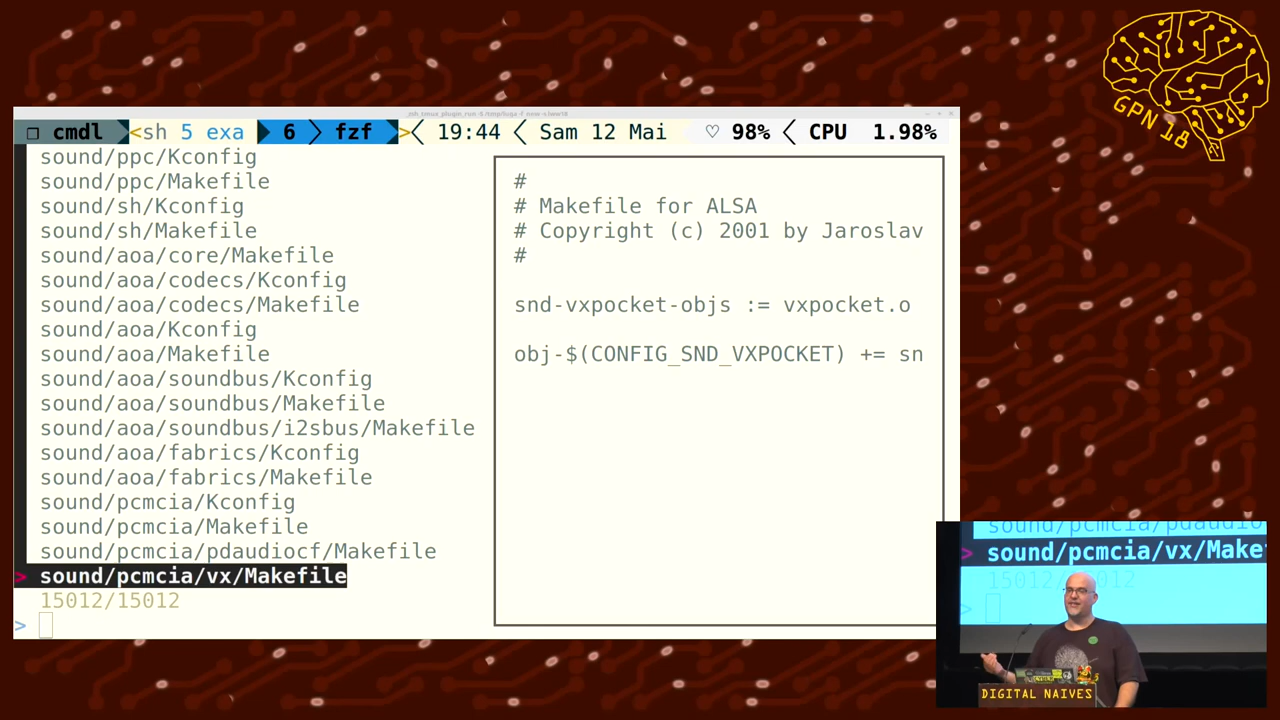 GPN 18
❐ cmdl <sh 5 exa 6 fzf > 19:44 Sam 12 Mai ♡ 98% CPU 1.98%
sound/ppc/Kconfig
sound/ppc/Makefile
sound/sh/Kconfig
sound/sh/Makefile
sound/aoa/core/Makefile
sound/aoa/codecs/Kconfig
sound/aoa/codecs/Makefile
sound/aoa/Kconfig
sound/aoa/Makefile
sound/aoa/soundbus/Kconfig
sound/aoa/soundbus/Makefile
sound/aoa/soundbus/i2sbus/Makefile
sound/aoa/fabrics/Kconfig
sound/aoa/fabrics/Makefile
sound/pcmcia/Kconfig
sound/pcmcia/Makefile
sound/pcmcia/pdaudiocf/Makefile
> sound/pcmcia/vx/Makefile
15012/15012
>
#
# Makefile for ALSA
# Copyright (c) 2001 by Jaroslav
#
snd-vxpocket-objs := vxpocket.o
obj-$(CONFIG_SND_VXPOCKET) += sn
sound/pcmcia/pdaudio
> sound/pcmcia/vx/Make
15012/15012
>
DIGITAL NAIVES